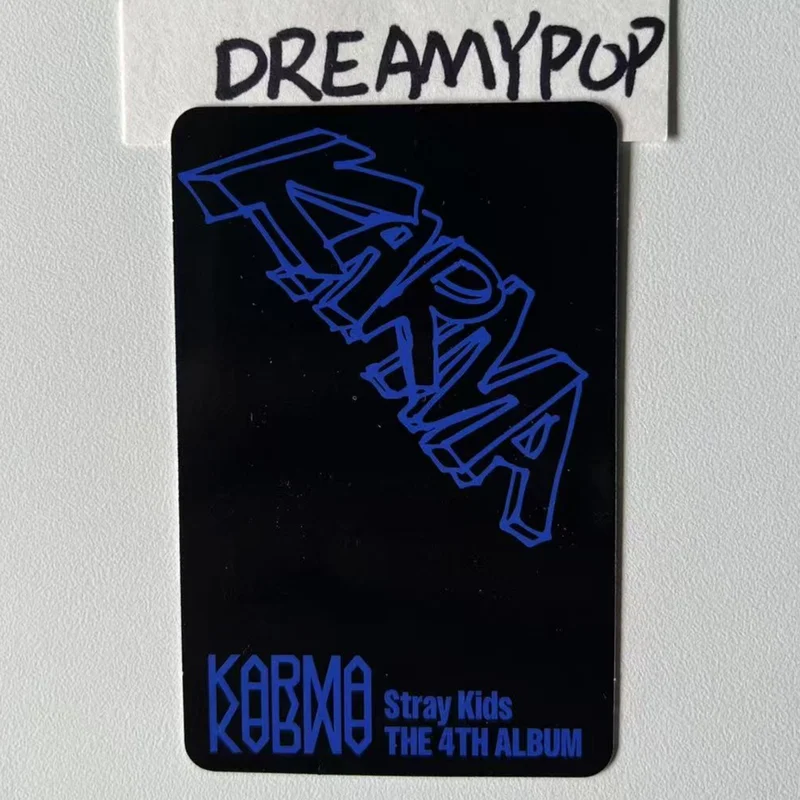 DREAMYPOP
KARMA
KARMA
Stray Kids
THE 4TH ALBUM